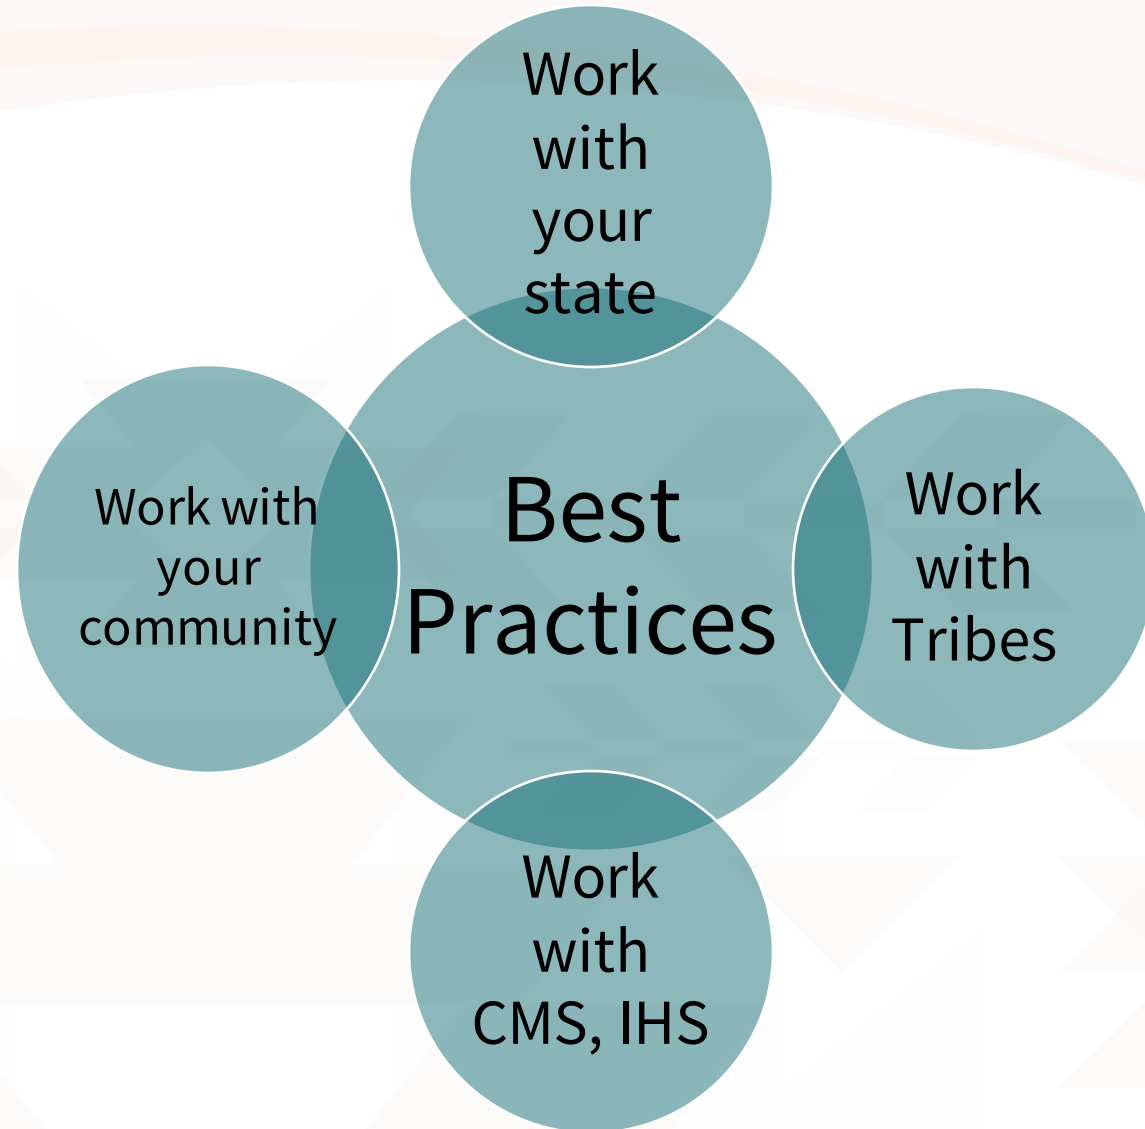 Work
with
your
state
Work with
your
community
Best
Practices
Work
with
Tribes
Work
with
CMS, IHS